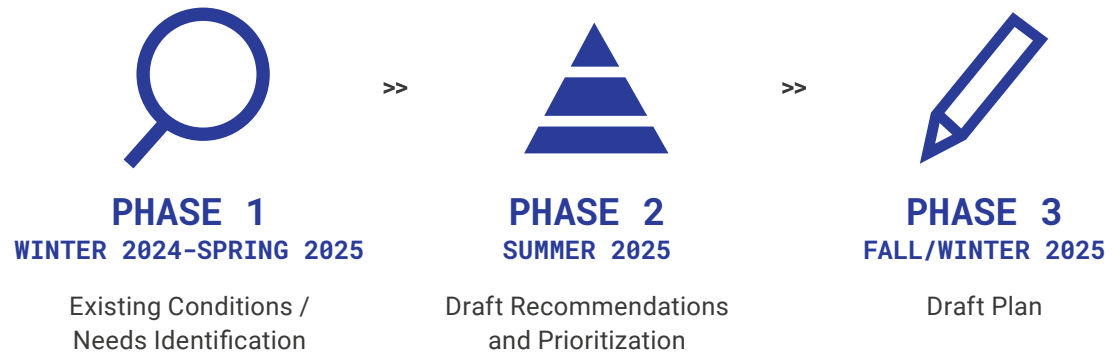 >>
>>
PHASE 1
WINTER 2024-SPRING 2025
Existing Conditions /
Needs Identification
PHASE 2
SUMMER 2025
Draft Recommendations
and Prioritization
PHASE 3
FALL/WINTER 2025
Draft Plan